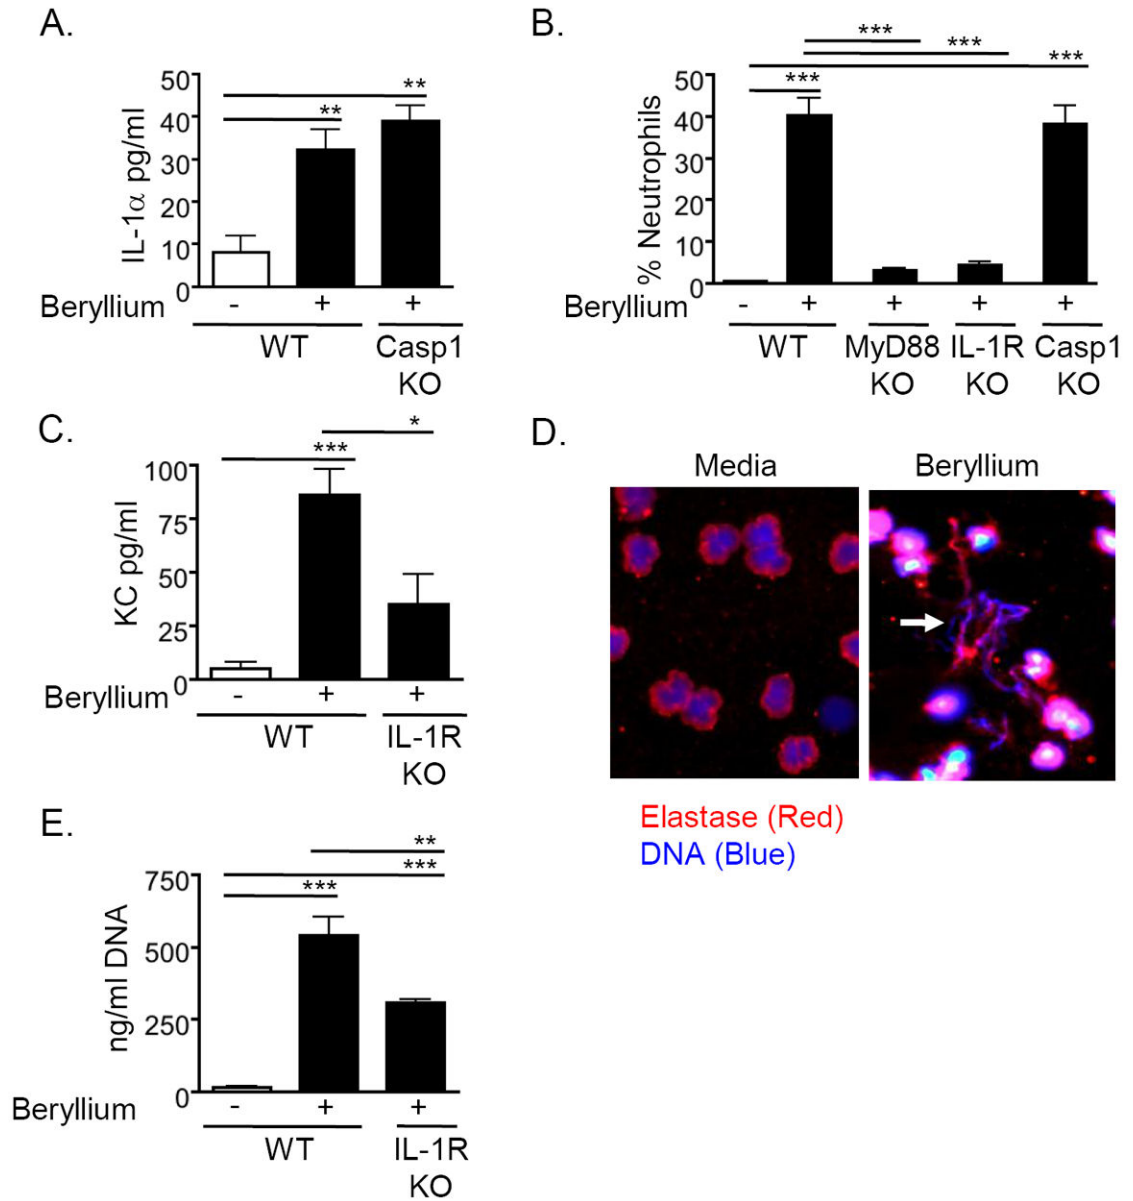 A.
IL-1α pg/ml
50
40
30
20
10
0
**
**
Beryllium - + +
WT Casp1
KO
B.
% Neutrophils
50
40
30
20
10
0
***
***
***
***
Beryllium - + + + +
WT MyD88 IL-1R Casp1
KO KO KO
C.
KC pg/ml
100
75
50
25
0
*
***
Beryllium - + +
WT IL-1R
KO
D.
Media Beryllium
Elastase (Red)
DNA (Blue)
E.
ng/ml DNA
750
500
250
0
**
***
***
Beryllium - + +
WT IL-1R
KO